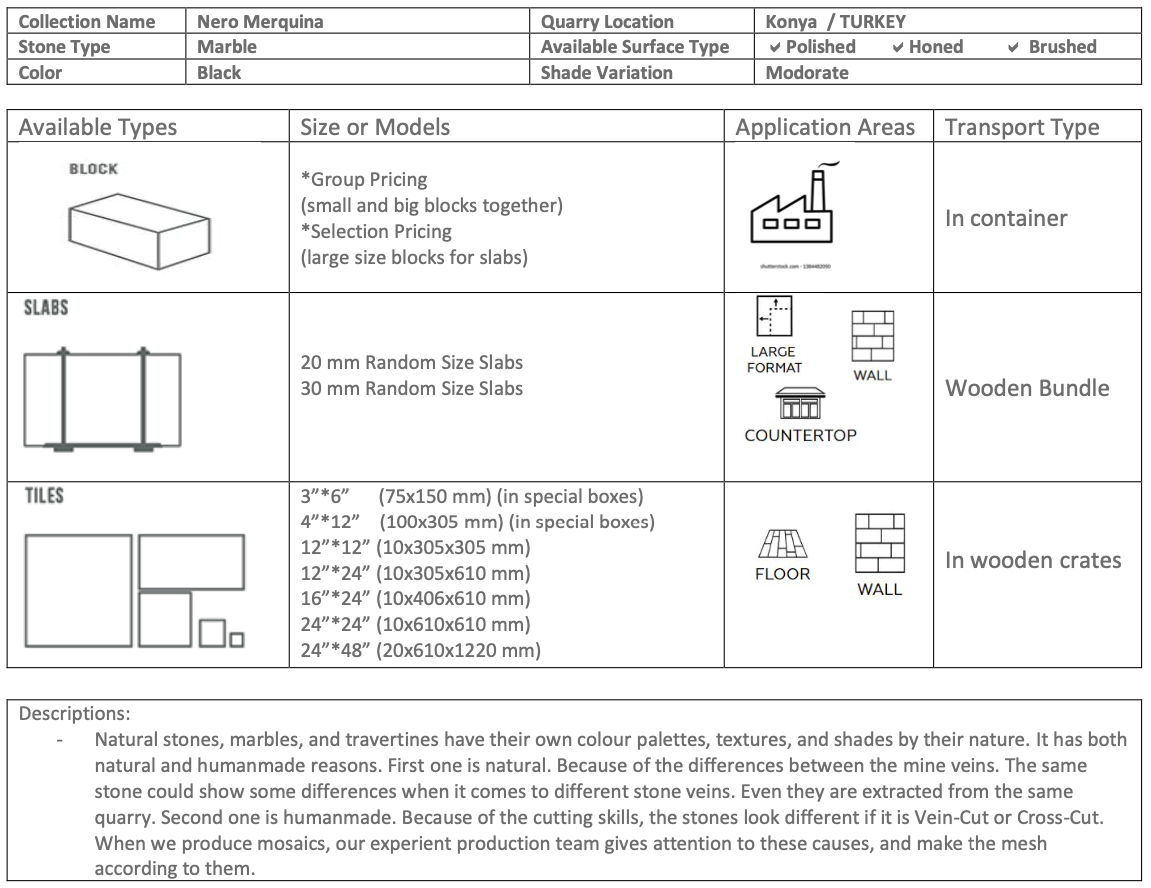 Collection Name Nero Merquina Quarry Location Konya / TURKEY
Stone Type Marble Available Surface Type Polished Honed Brushed
Color Black Shade Variation Modorate
Available Types Size or Models Application Areas Transport Type
BLOCK
*Group Pricing
(small and big blocks together)
*Selection Pricing
(large size blocks for slabs)
shutterstock.com · 1384482050
In container
SLABS
20 mm Random Size Slabs
30 mm Random Size Slabs
LARGE
FORMAT
WALL
COUNTERTOP
Wooden Bundle
TILES
3”*6” (75x150 mm) (in special boxes)
4”*12” (100x305 mm) (in special boxes)
12”*12” (10x305x305 mm)
12”*24” (10x305x610 mm)
16”*24” (10x406x610 mm)
24”*24” (10x610x610 mm)
24”*48” (20x610x1220 mm)
FLOOR
WALL
In wooden crates
Descriptions:
- Natural stones, marbles, and travertines have their own colour palettes, textures, and shades by their nature. It has both
natural and humanmade reasons. First one is natural. Because of the differences between the mine veins. The same
stone could show some differences when it comes to different stone veins. Even they are extracted from the same
quarry. Second one is humanmade. Because of the cutting skills, the stones look different if it is Vein-Cut or Cross-Cut.
When we produce mosaics, our experient production team gives attention to these causes, and make the mesh
according to them.